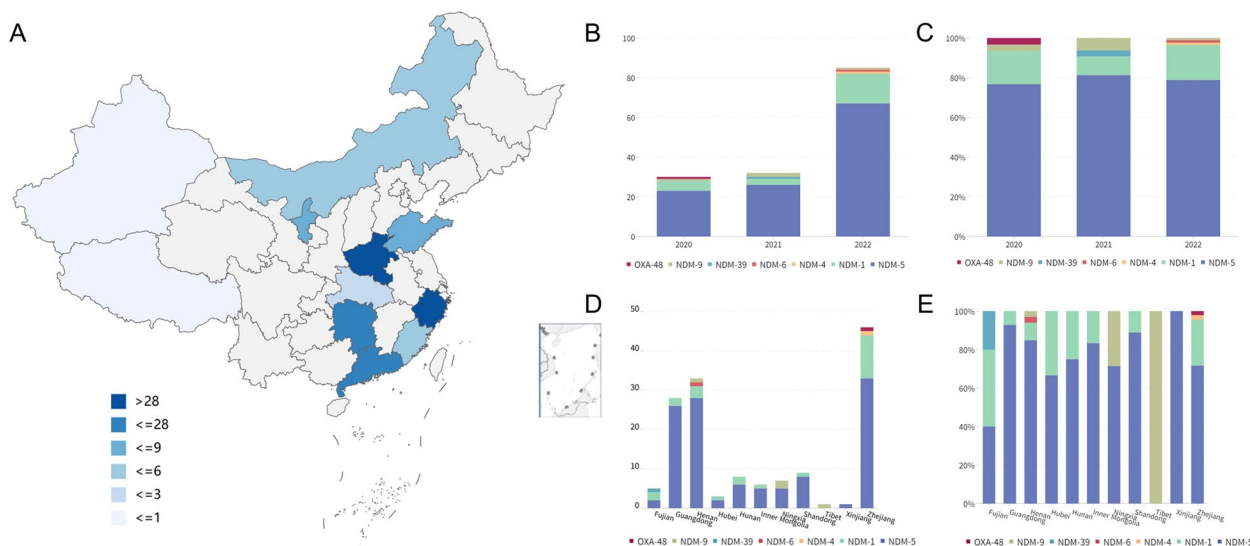 A
>28
<=28
<=9
<=6
<=3
<=1
B
100
80
60
40
20
0
2020
2021
2022
OXA-48 NDM-9 NDM-39 NDM-6 NDM-4 NDM-1 NDM-5
C
100%
80%
60%
40%
20%
0%
2020
2021
2022
OXA-48 NDM-9 NDM-39 NDM-6 NDM-4 NDM-1 NDM-5
D
50
40
30
20
10
0
Fujian
Guangdong
Henan
Hubei
Hunan
Inner Mongolia
Ningxia
Shandong
Tibet
Xinjiang
Zhejiang
OXA-48 NDM-9 NDM-39 NDM-6 NDM-4 NDM-1 NDM-5
E
100%
80%
60%
40%
20%
0%
Fujian
Guangdong
Henan
Hubei
Hunan
Inner Mongolia
Ningxia
Shandong
Tibet
Xinjiang
Zhejiang
OXA-48 NDM-9 NDM-39 NDM-6 NDM-4 NDM-1 NDM-5